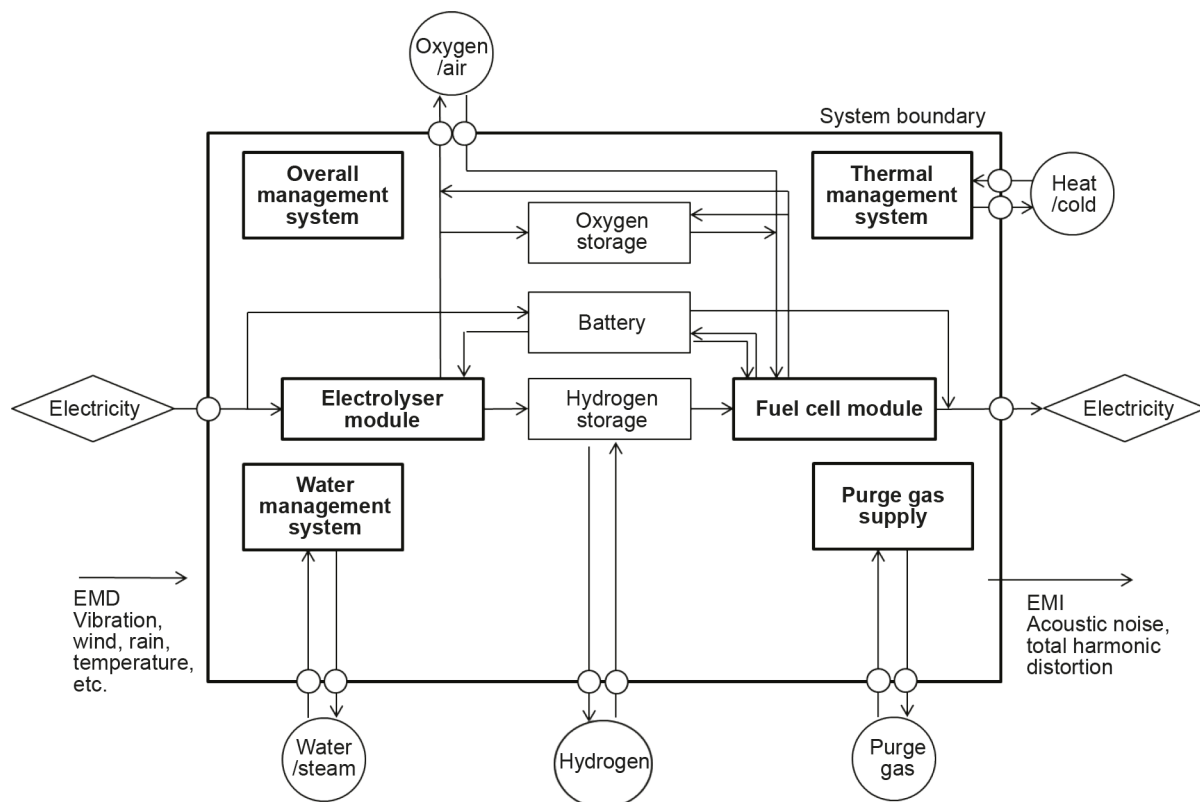 Oxygen
/air
System boundary
Overall
management
system
Thermal
management
system
Heat
/cold
Oxygen
storage
Battery
Electricity
Electrolyser
module
Hydrogen
storage
Fuel cell module
Electricity
Water
management
system
Purge gas
supply
EMD
Vibration,
wind, rain,
temperature,
etc.
EMI
Acoustic noise,
total harmonic
distortion
Water
/steam
Hydrogen
Purge
gas